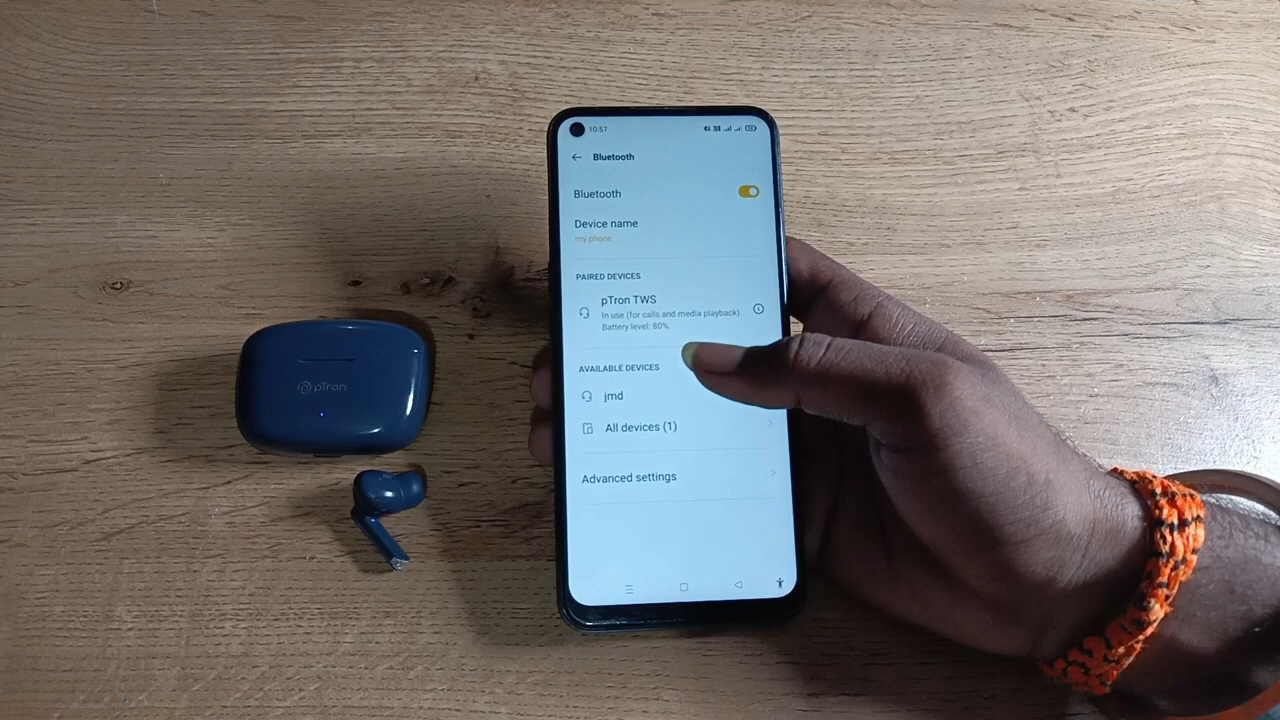 10:57
Bluetooth
Bluetooth
Device name
my phone
PAIRED DEVICES
pTron TWS
In use (for calls and media playback)
Battery level: 80%.
AVAILABLE DEVICES
jmd
All devices (1)
Advanced settings
pTron